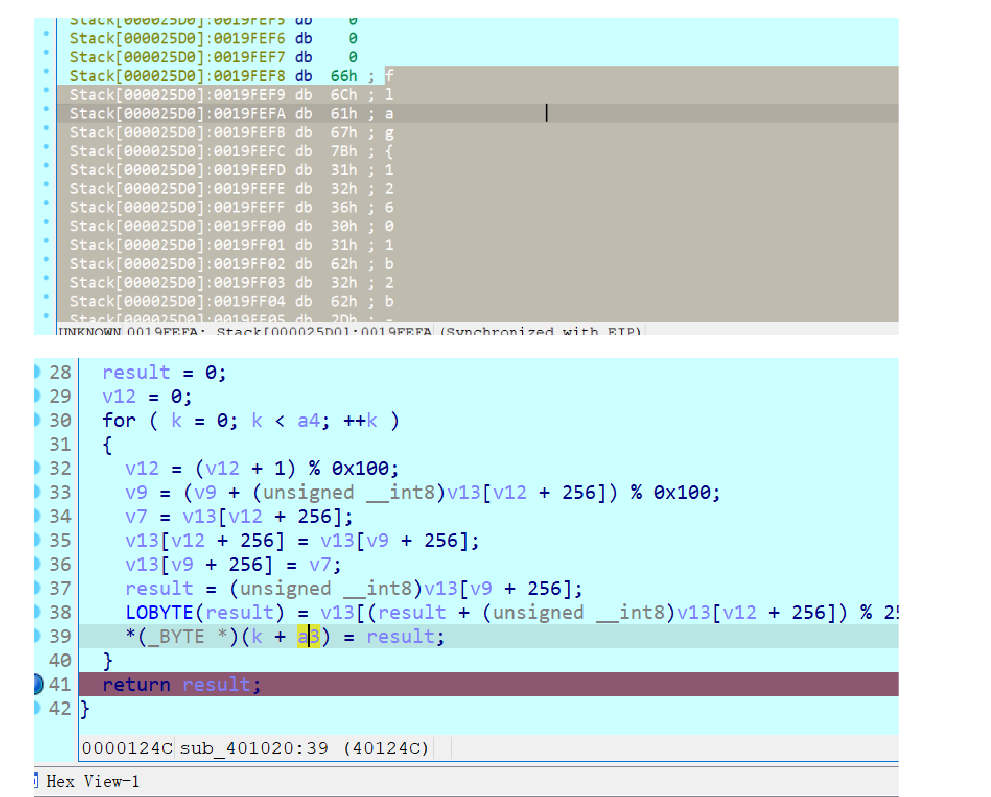 Stack[000025D0]:0019FEF5 db 0
Stack[000025D0]:0019FEF6 db 0
Stack[000025D0]:0019FEF7 db 0
Stack[000025D0]:0019FEF8 db 66h ; f
Stack[000025D0]:0019FEF9 db 6Ch ; l
Stack[000025D0]:0019FEFA db 61h ; a
Stack[000025D0]:0019FEFB db 67h ; g
Stack[000025D0]:0019FEFC db 7Bh ; {
Stack[000025D0]:0019FEFD db 31h ; 1
Stack[000025D0]:0019FEFE db 32h ; 2
Stack[000025D0]:0019FEFF db 36h ; 6
Stack[000025D0]:0019FF00 db 30h ; 0
Stack[000025D0]:0019FF01 db 31h ; 1
Stack[000025D0]:0019FF02 db 62h ; b
Stack[000025D0]:0019FF03 db 32h ; 2
Stack[000025D0]:0019FF04 db 62h ; b
Stack[000025D0]:0019FF05 db 2Dh ; -
UNKNOWN 0019FEFA: Stack[000025D0]:0019FEFA (Synchronized with EIP)
28 result = 0;
29 v12 = 0;
30 for ( k = 0; k < a4; ++k )
31 {
32 v12 = (v12 + 1) % 0x100;
33 v9 = (v9 + (unsigned __int8)v13[v12 + 256]) % 0x100;
34 v7 = v13[v12 + 256];
35 v13[v12 + 256] = v13[v9 + 256];
36 v13[v9 + 256] = v7;
37 result = (unsigned __int8)v13[v9 + 256];
38 LOBYTE(result) = v13[(result + (unsigned __int8)v13[v12 + 256]) % 2
39 *(_BYTE *)(k + a3) = result;
40 }
41 return result;
42 }
0000124C sub_401020:39 (40124C)
Hex View-1